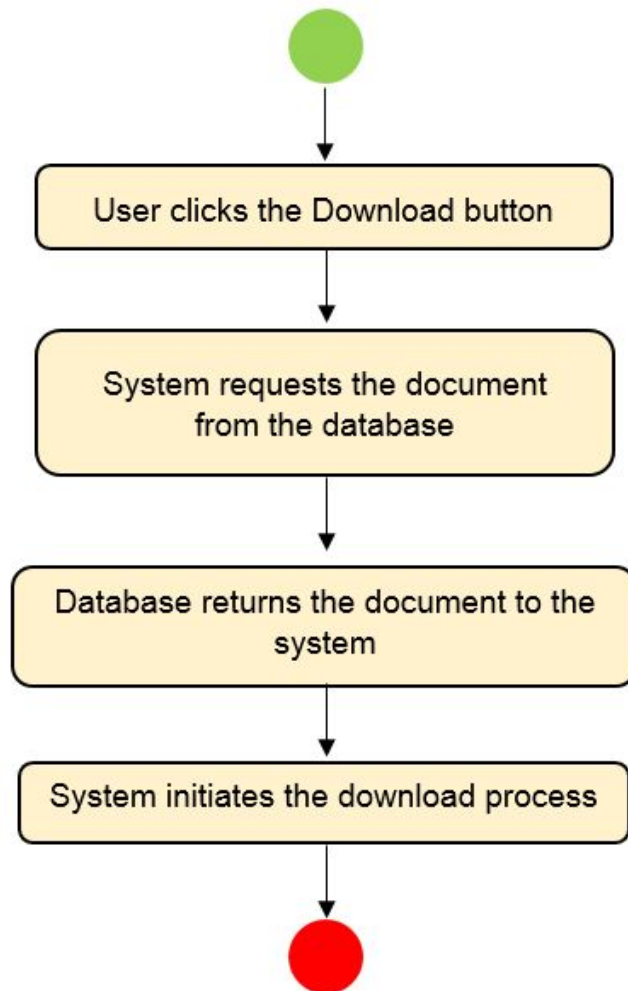 User clicks the Download button
System requests the document
from the database
Database returns the document to the
system
System initiates the download process